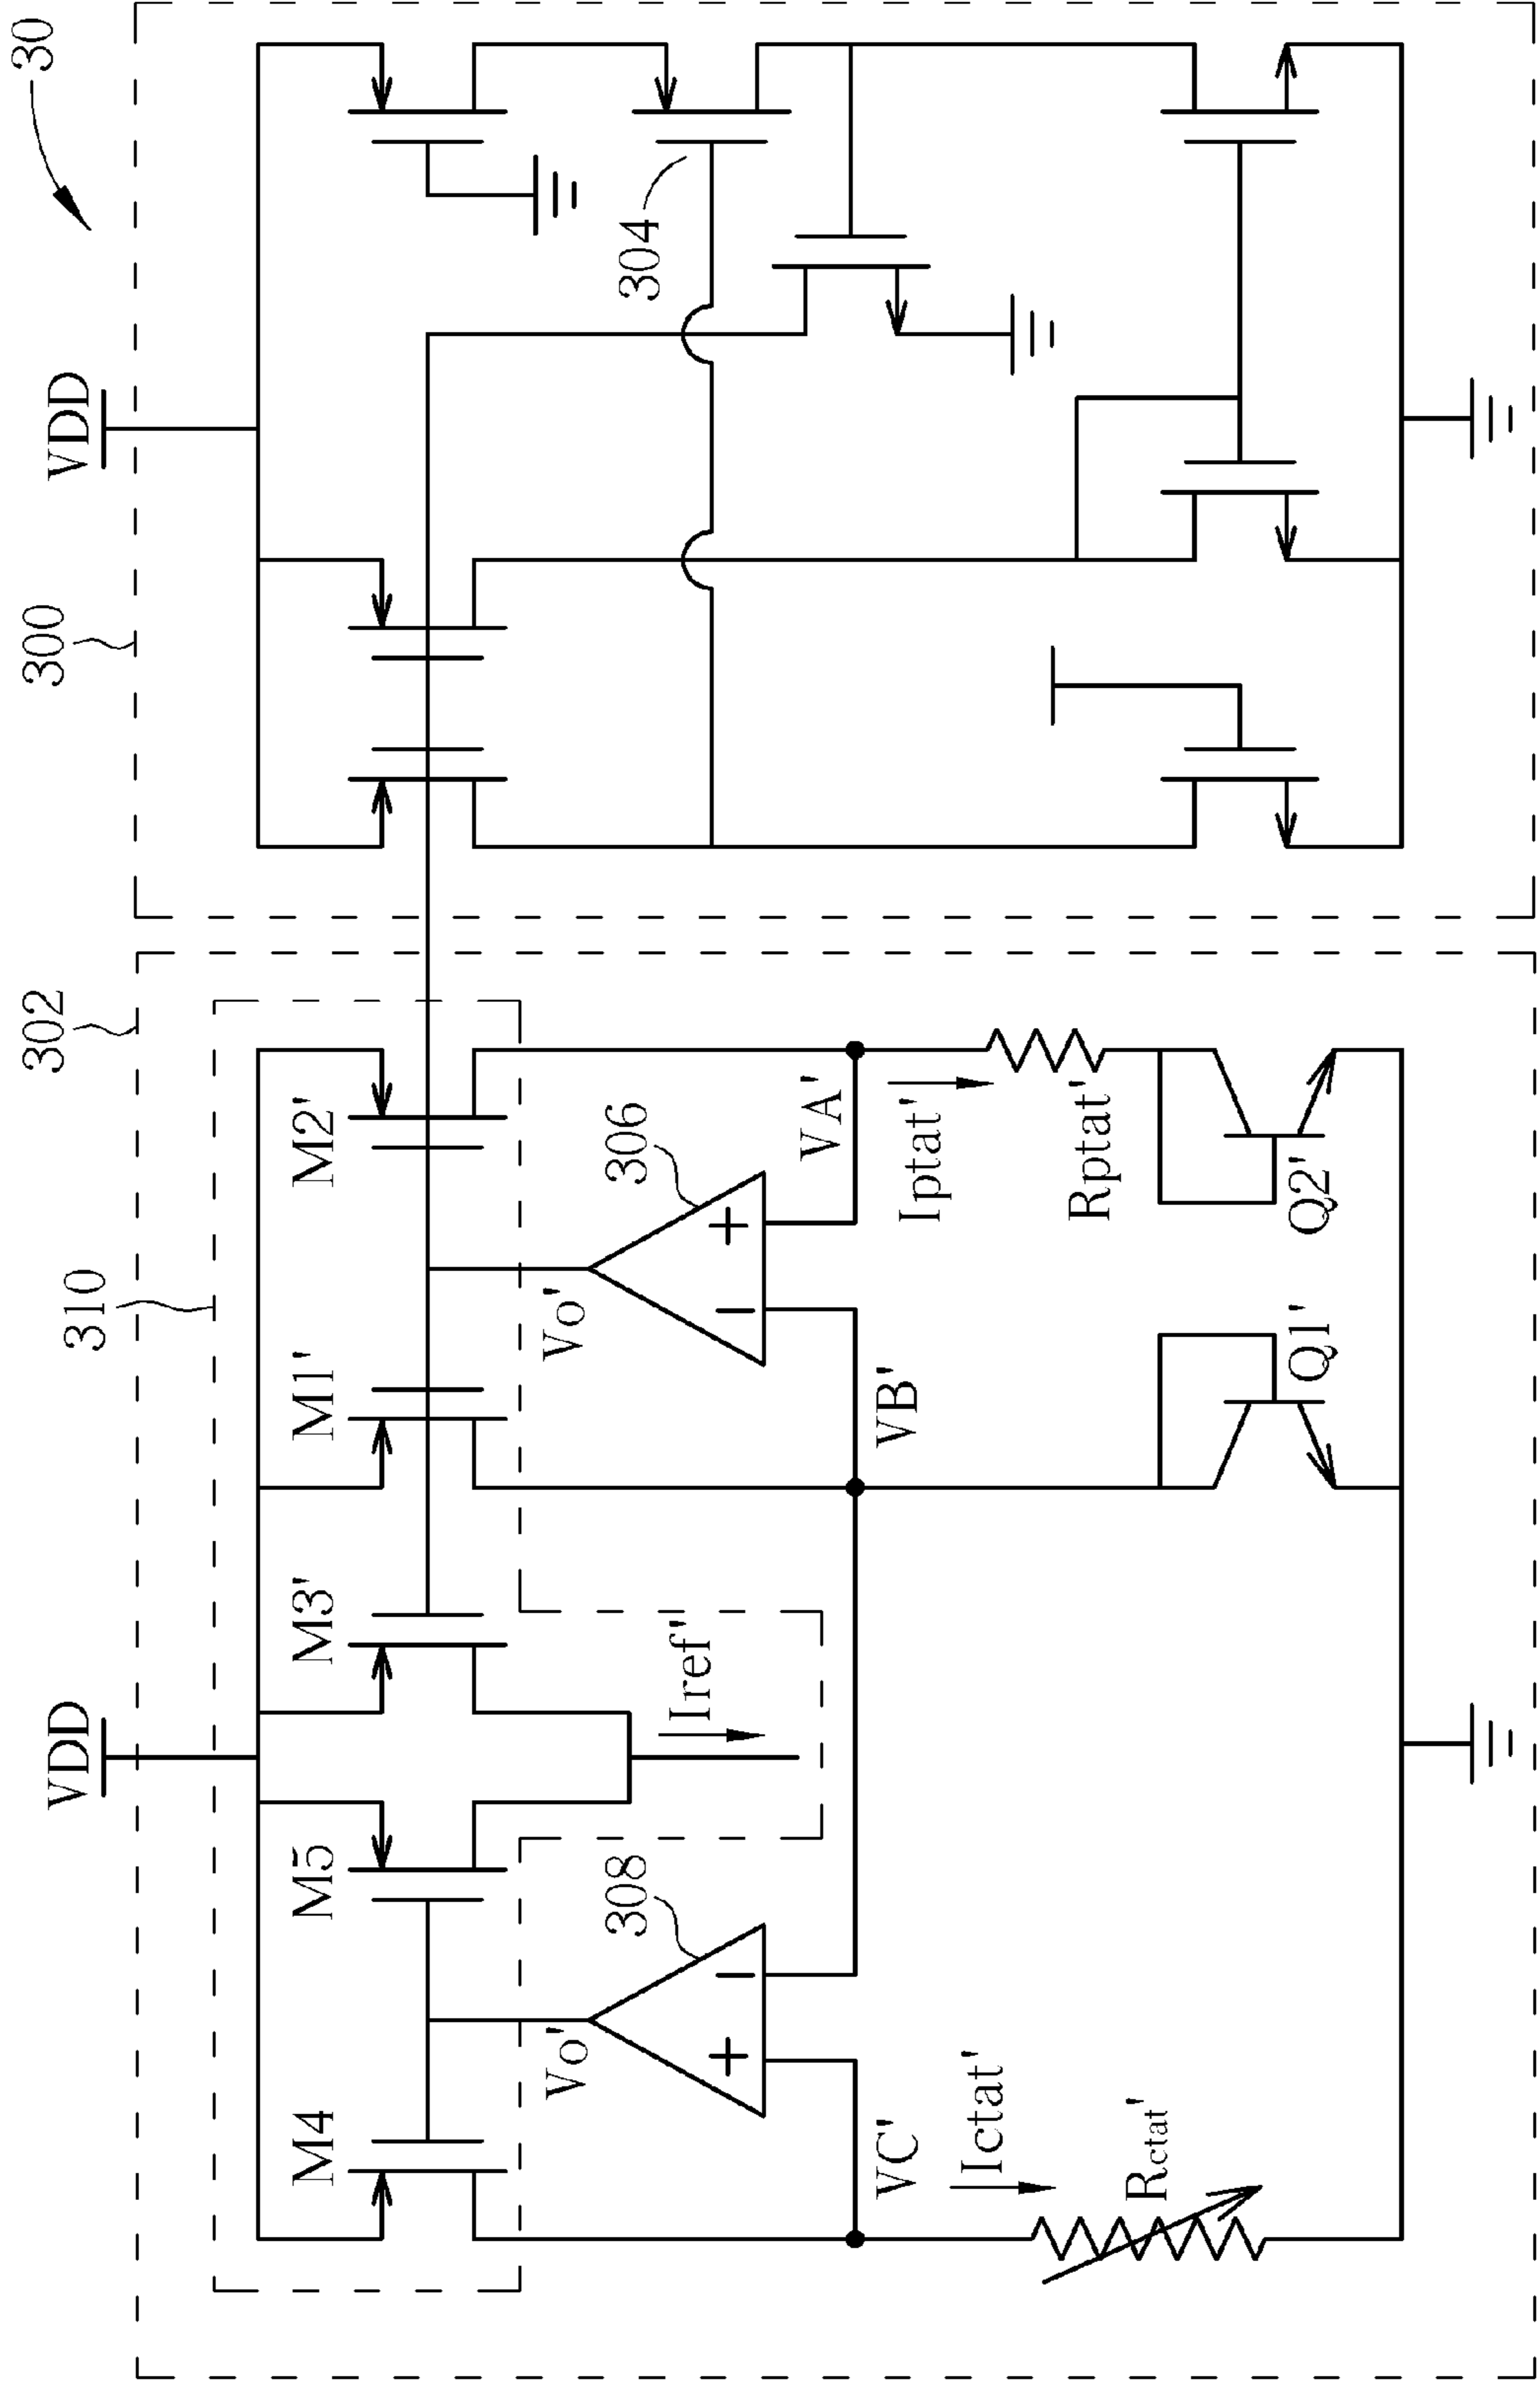 30
VDD
300
304
302
310
VDD
M4
M5
M3'
M1'
M2'
308
306
Vo'
Vo'
Iref'
VC'
VB'
VA'
Ictat'
Iptat'
Rctat'
Rptat'
Q1'
Q2'